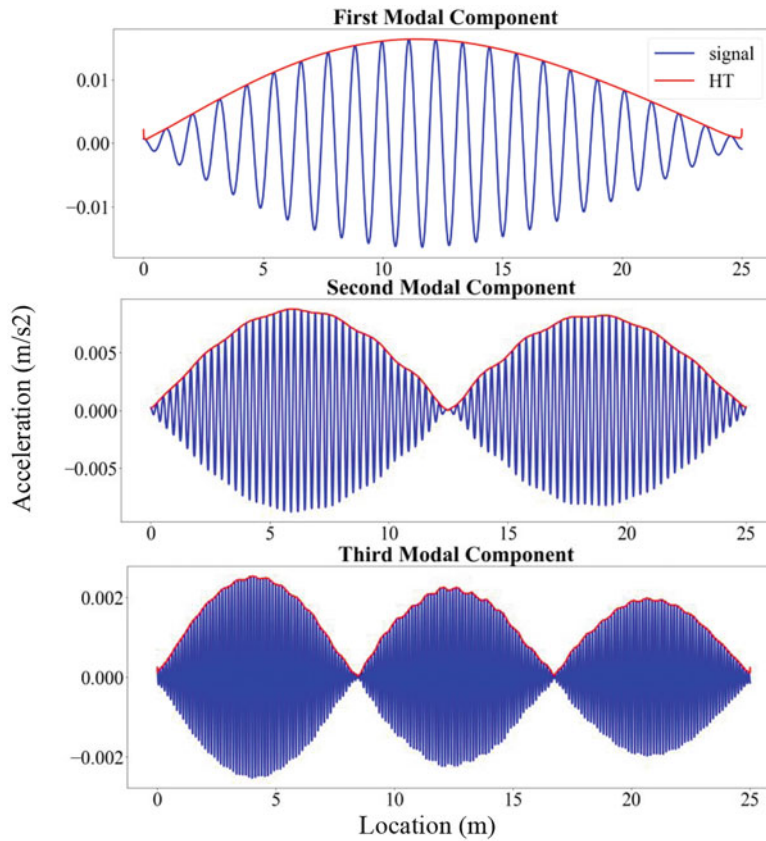 First Modal Component
signal
HT
0.01
0.00
−0.01
0 5 10 15 20 25
Second Modal Component
0.005
0.000
−0.005
0 5 10 15 20 25
Third Modal Component
0.002
0.000
−0.002
0 5 10 15 20 25
Acceleration (m/s2)
Location (m)